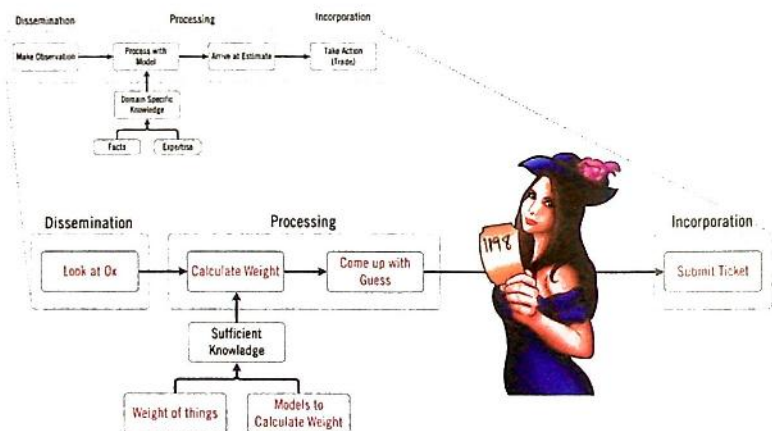 Dissemination
Processing
Incorporation
Make Observation
Process with
Model
Arrive at Estimate
Take Action
(Trade)
Domain Specific
Knowledge
Facts
Expertise
Dissemination
Processing
Incorporation
Look at Ox
Calculate Weight
Come up with
Guess
1198
Submit Ticket
Sufficient
Knowledge
Weight of things
Models to
Calculate Weight